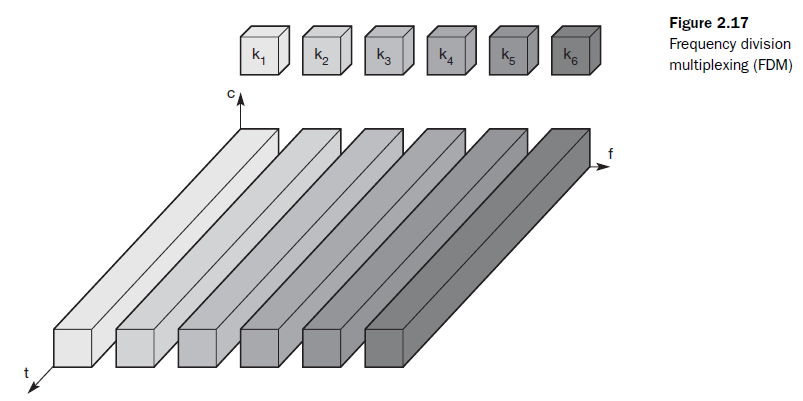 Figure 2.17
Frequency division
multiplexing (FDM)
k1 k2 k3 k4 k5 k6
c
f
t